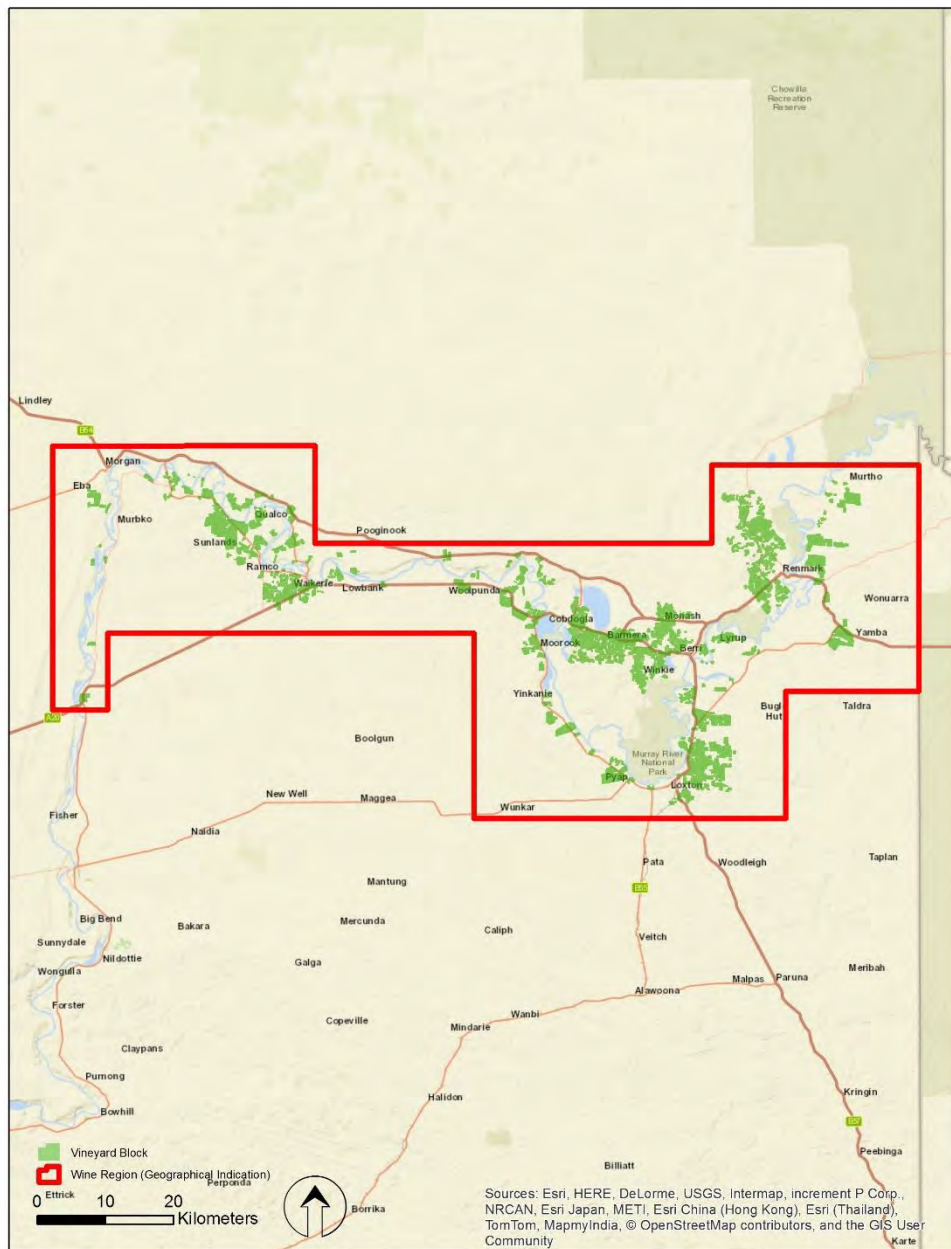 Chowilla
Recreation
Reserve
Lindley
B64
Morgan
Murtho
Eba
Qualco
Murbko
Pooginook
Sunlands
Ramco
Renmark
Waikerie
Lowbank
Woolpunda
Wonuarra
Cobdogla
Monash
Barmera
Lyrup
Yamba
Moorook
Berri
Winkie
Yinkanie
A20
Bugle
Hut
Taldra
Boolgun
Murray River
National
Park
Pyap
Loxton
New Well
Maggea
Wunkar
Fisher
Naidia
Pata
Woodleigh
Taplan
Mantung
B55
Big Bend
Bakara
Mercunda
Caliph
Sunnydale
Veitch
Nildottie
Galga
Wongulla
Meribah
Malpas
Paruna
Alawoona
Forster
Wanbi
Copeville
Mindarie
Claypans
Purnong
Halidon
Kringin
Bowhill
B57
Peebinga
Vineyard Block
Billiatt
Wine Region (Geographical Indication)
Perponda
Ettrick
0 10 20
Kilometers
Borrika
Sources: Esri, HERE, DeLorme, USGS, Intermap, increment P Corp.,
NRCAN, Esri Japan, METI, Esri China (Hong Kong), Esri (Thailand),
TomTom, MapmyIndia, © OpenStreetMap contributors, and the GIS User
Community
Karte